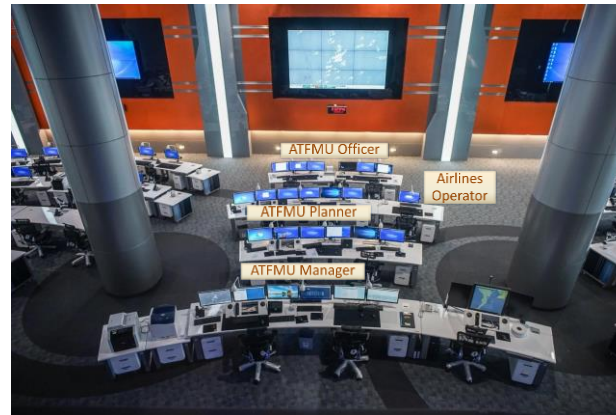 ATFMU Officer
Airlines
Operator
ATFMU Planner
ATFMU Manager